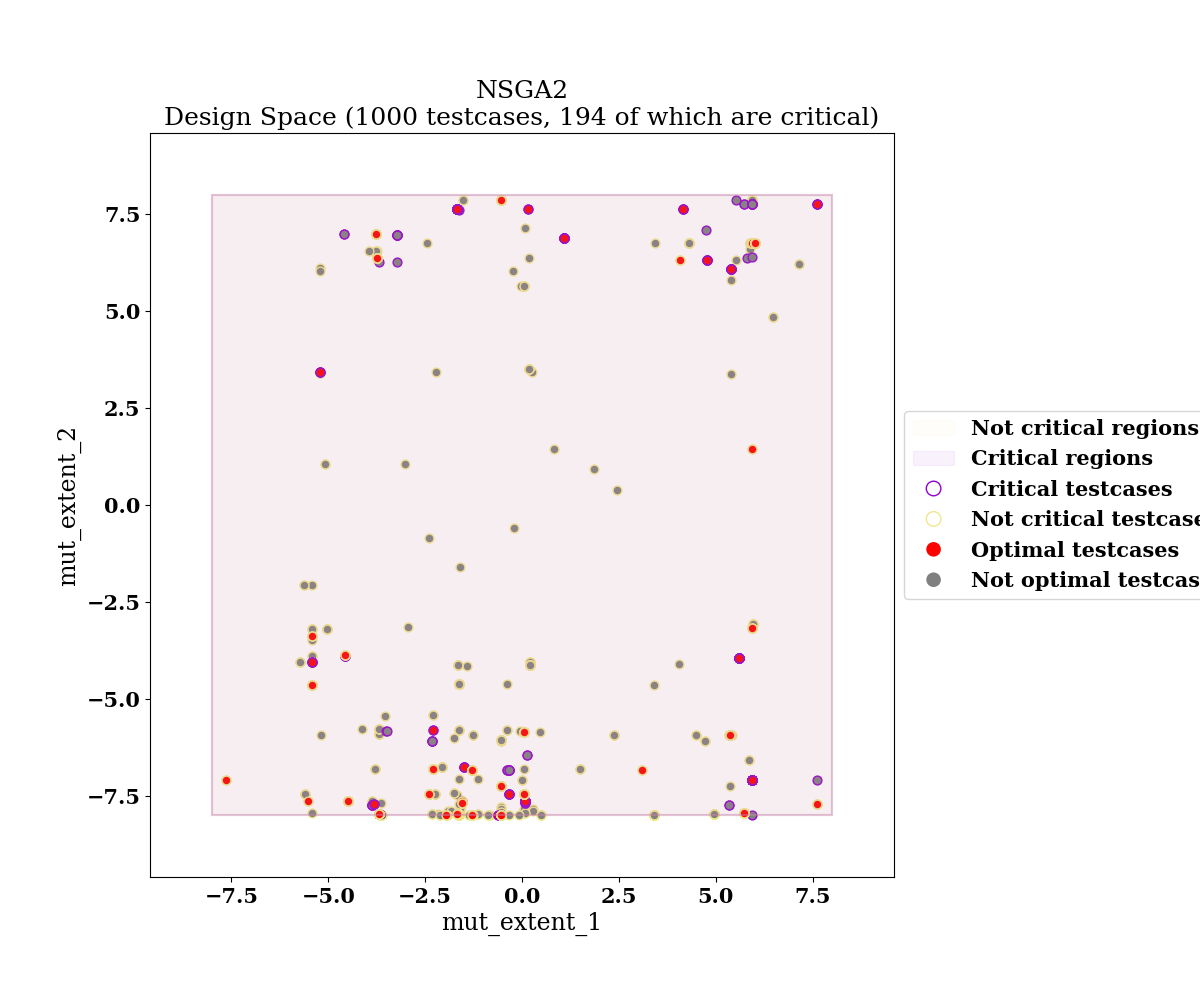 NSGA2
Design Space (1000 testcases, 194 of which are critical)
7.5
5.0
2.5
0.0
−2.5
−5.0
−7.5
mut_extent_2
−7.5 −5.0 −2.5 0.0 2.5 5.0 7.5
mut_extent_1
Not critical regions
Critical regions
Critical testcases
Not critical testcase
Optimal testcases
Not optimal testcas